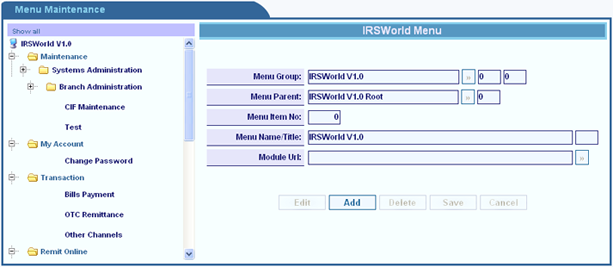 Menu Maintenance
Show all
IRSWorld V1.0
Maintenance
Systems Administration
Branch Administration
CIF Maintenance
Test
My Account
Change Password
Transaction
Bills Payment
OTC Remittance
Other Channels
Remit Online
IRSWorld Menu
Menu Group: IRSWorld V1.0 » 0 0
Menu Parent: IRSWorld V1.0 Root » 0
Menu Item No: 0
Menu Name/Title: IRSWorld V1.0
Module Url: »
Edit Add Delete Save Cancel